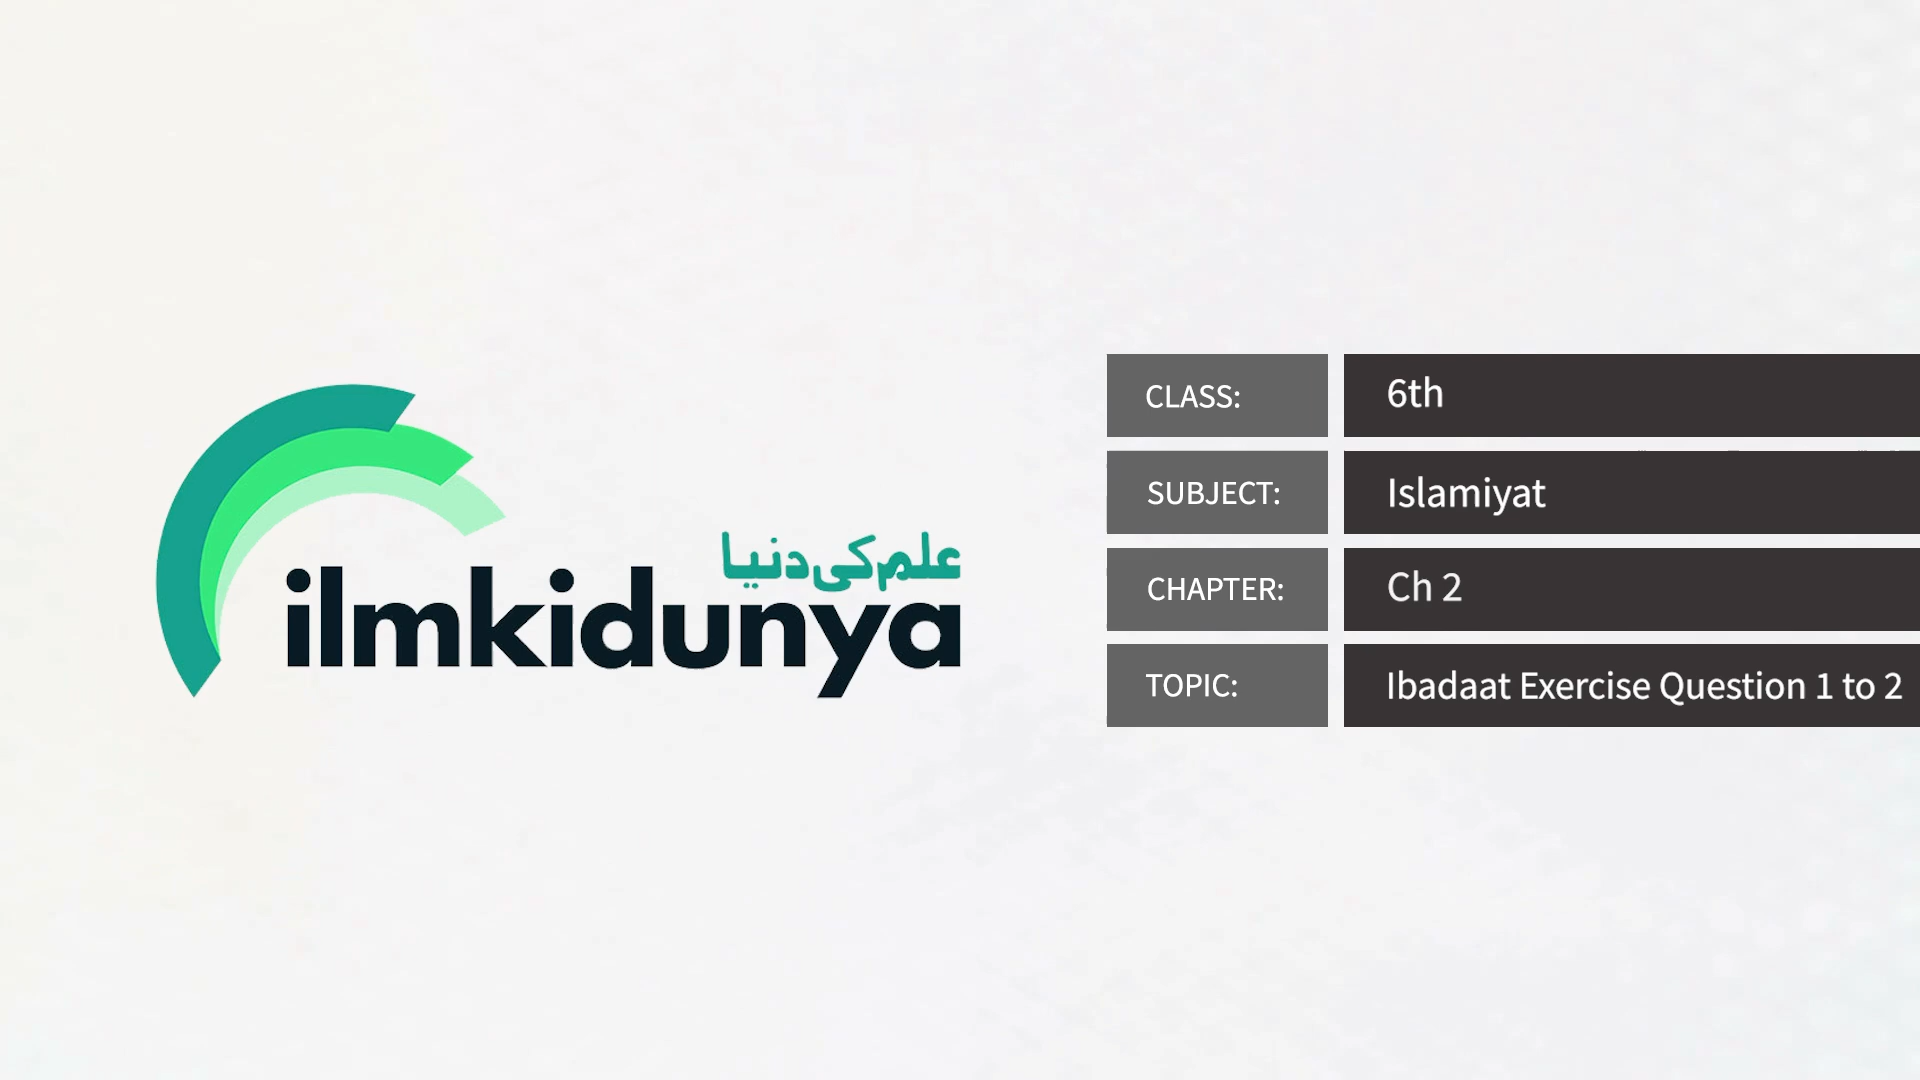 علم کی دنیا
ilmkidunya
CLASS: 6th
SUBJECT: Islamiyat
CHAPTER: Ch 2
TOPIC: Ibadaat Exercise Question 1 to 2